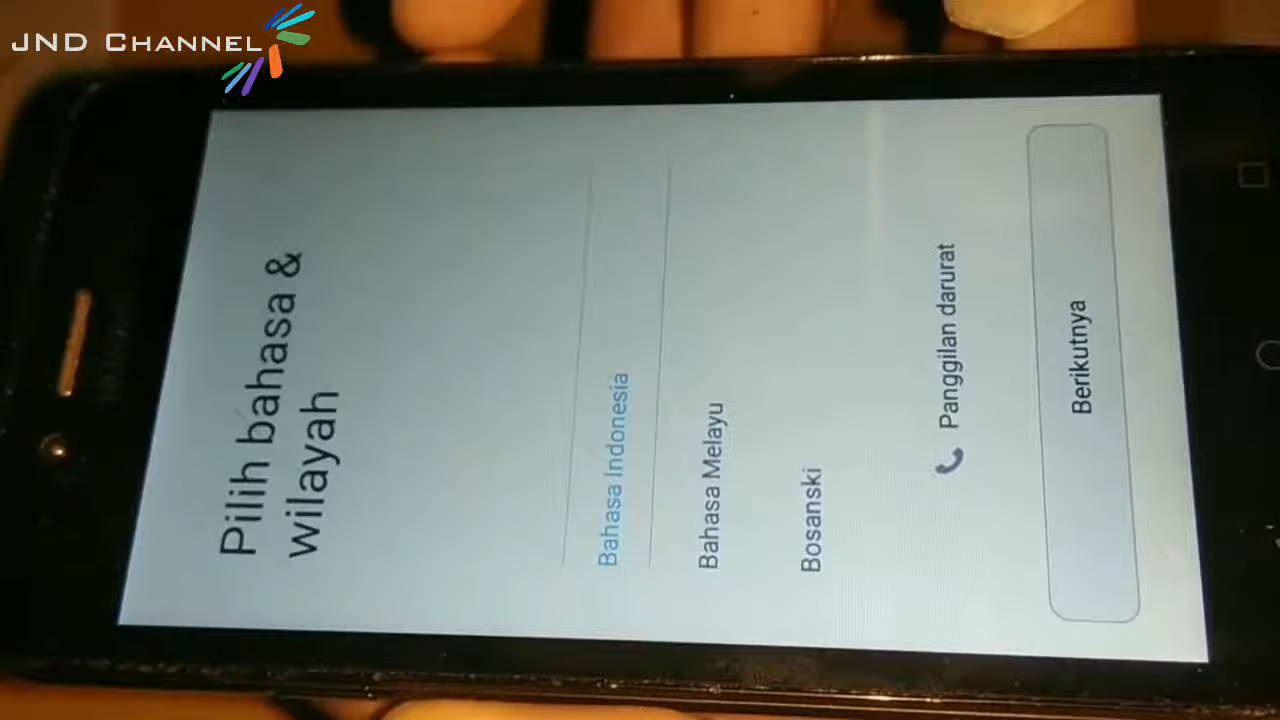 JND CHANNEL
Pilih bahasa &
wilayah
Bahasa Indonesia
Bahasa Melayu
Bosanski
Panggilan darurat
Berikutnya